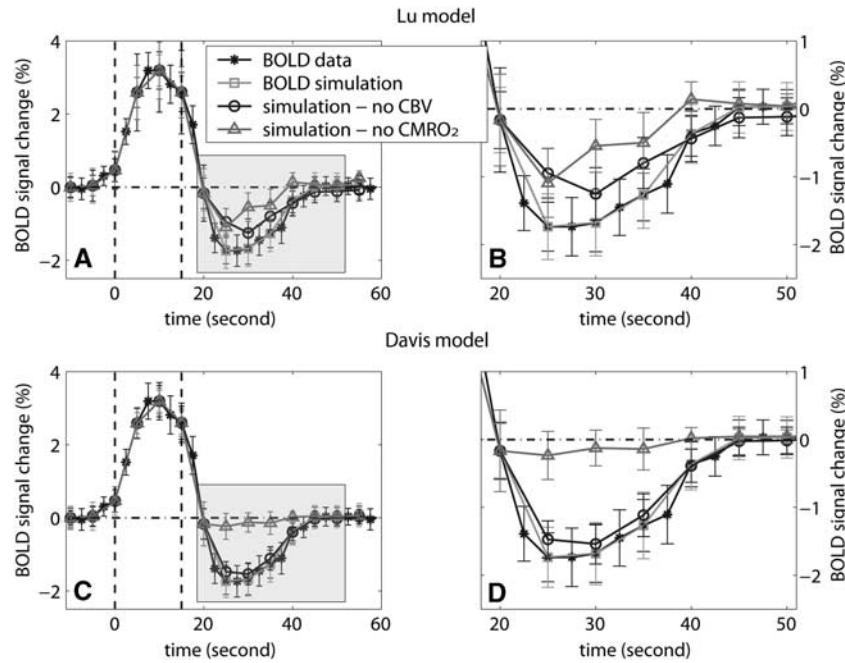 Lu model
BOLD signal change (%)
4
2
0
−2
A
0
20
40
60
time (second)
BOLD data
BOLD simulation
simulation – no CBV
simulation – no CMRO₂
B
20
30
40
50
time (second)
1
0
−1
−2
BOLD signal change (%)
Davis model
BOLD signal change (%)
4
2
0
−2
C
0
20
40
60
time (second)
D
20
30
40
50
time (second)
1
0
−1
−2
BOLD signal change (%)